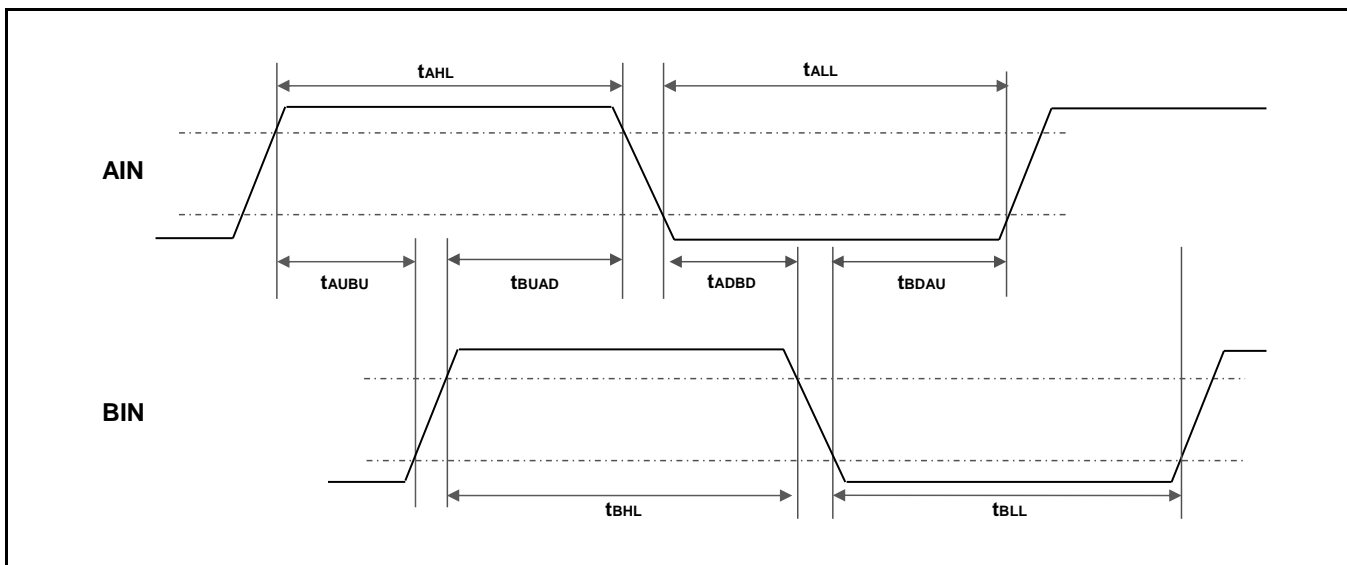 tAHL
tALL
AIN
tAUBU
tBUAD
tADBD
tBDAU
BIN
tBHL
tBLL